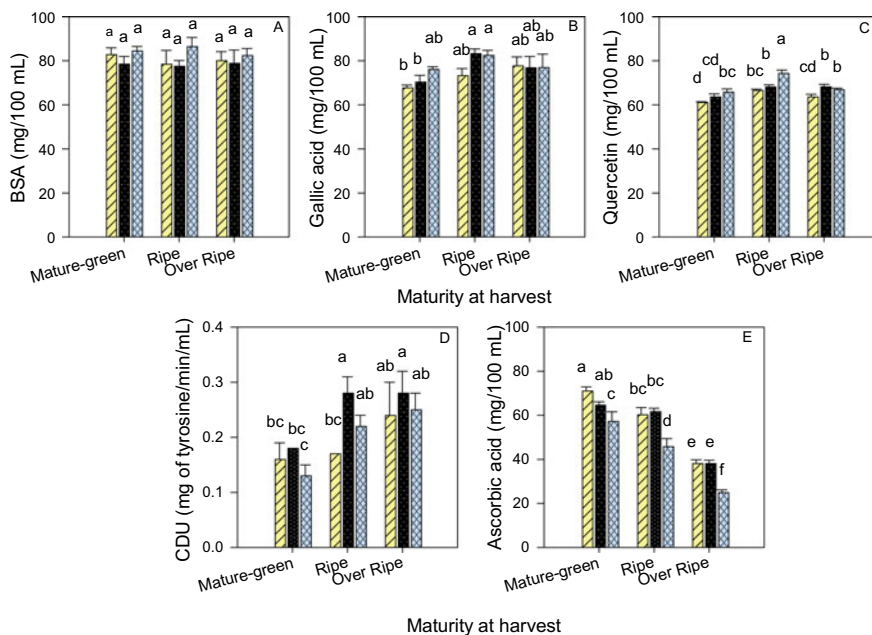 A
BSA (mg/100 mL)
100
80
60
40
20
0
a a a a a a a a a
Mature-green Ripe Over Ripe
B
Gallic acid (mg/100 mL)
100
80
60
40
20
0
b b ab ab a a ab ab ab
Mature-green Ripe Over Ripe
C
Quercetin (mg/100 mL)
100
80
60
40
20
0
d cd bc bc b a cd b b
Mature-green Ripe Over Ripe
Maturity at harvest
D
CDU (mg of tyrosine/min/mL)
0.4
0.3
0.2
0.1
0.0
bc bc c bc a ab ab a ab
Mature-green Ripe Over Ripe
E
Ascorbic acid (mg/100 mL)
100
80
60
40
20
0
a ab c bc bc d e e f
Mature-green Ripe Over Ripe
Maturity at harvest